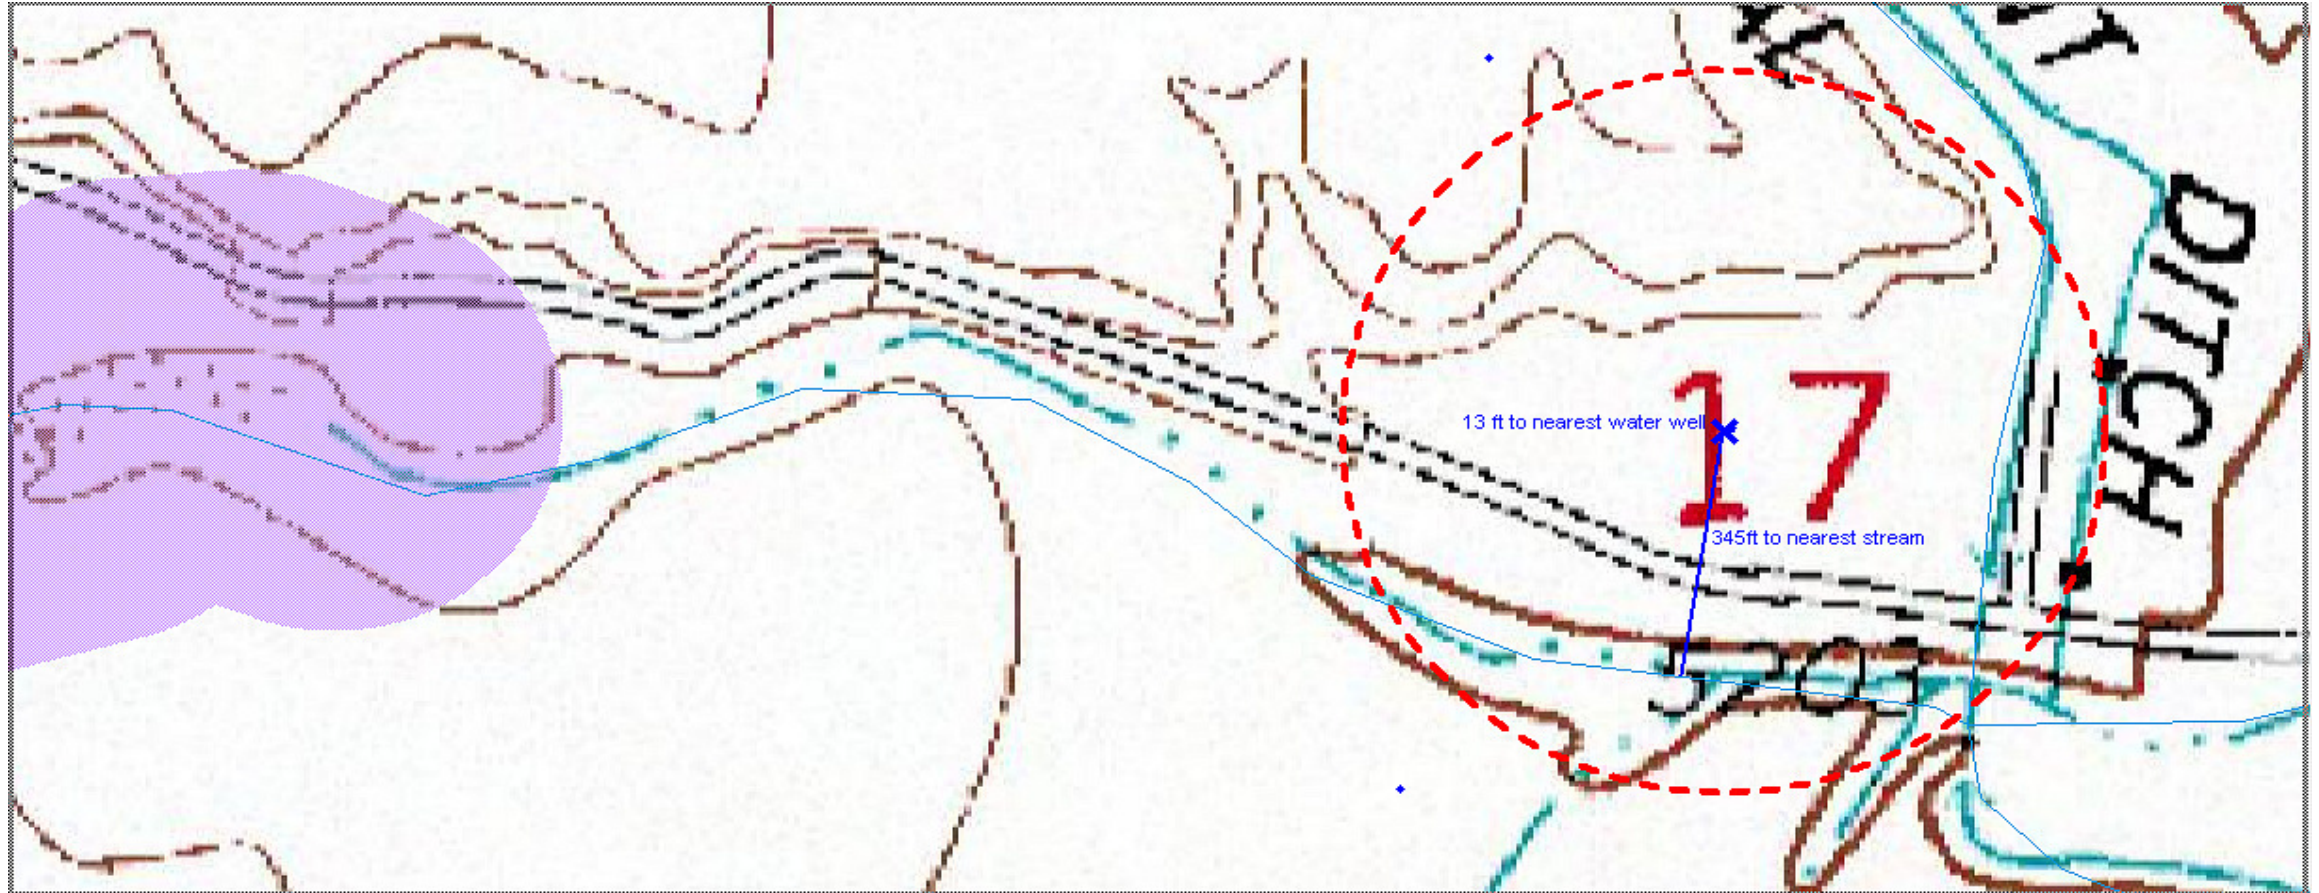 DITCH
17
13 ft to nearest water well
345ft to nearest stream